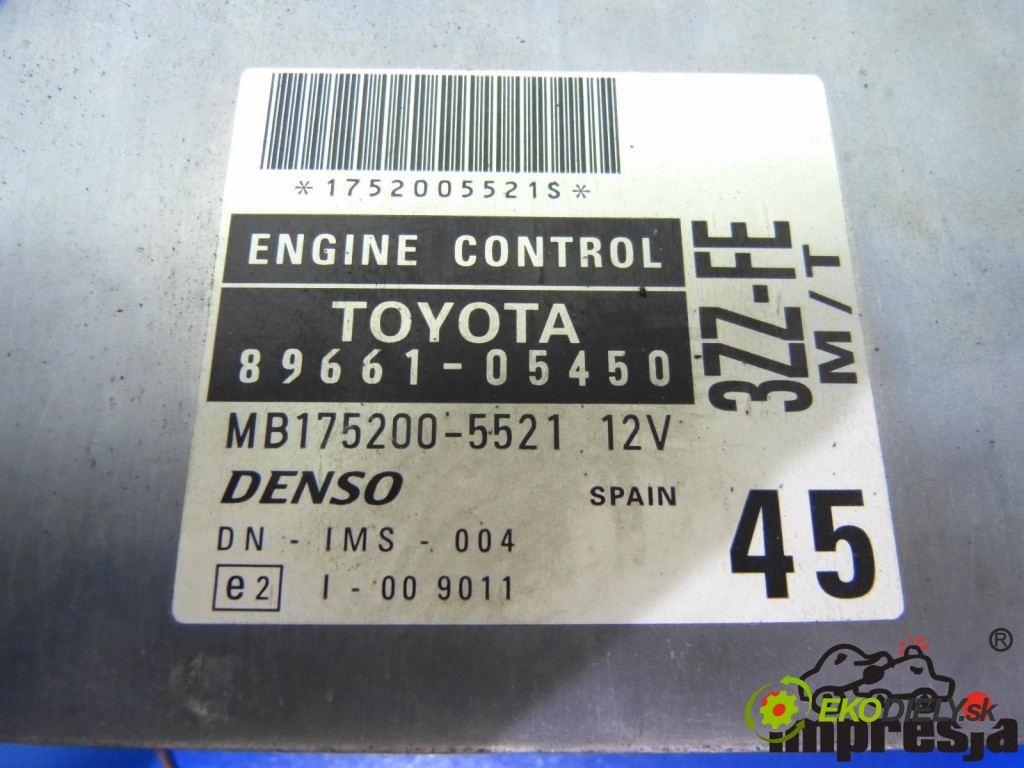 *1752005521S*
ENGINE CONTROL
TOYOTA
89661-05450
3ZZ-FE
M/T
MB175200-5521 12V
DENSO SPAIN
DN-IMS-004
45
e2 I-00 9011
®
EKODIELY.sk
impresja